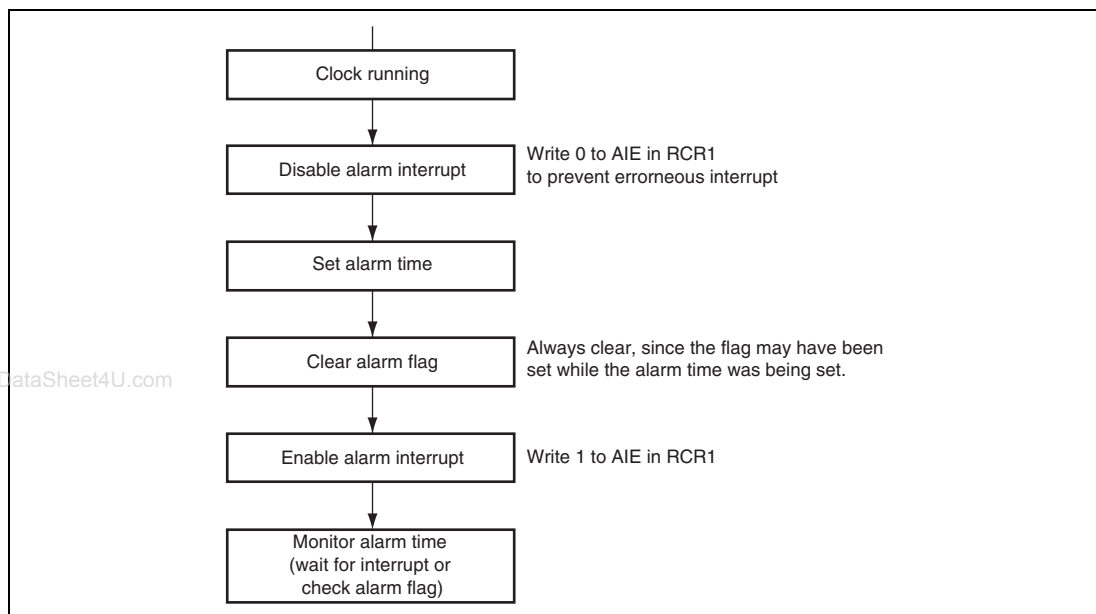 Clock running
Disable alarm interrupt
Write 0 to AIE in RCR1
to prevent errorneous interrupt
Set alarm time
Clear alarm flag
Always clear, since the flag may have been
set while the alarm time was being set.
DataSheet4U.com
Enable alarm interrupt
Write 1 to AIE in RCR1
Monitor alarm time
(wait for interrupt or
check alarm flag)